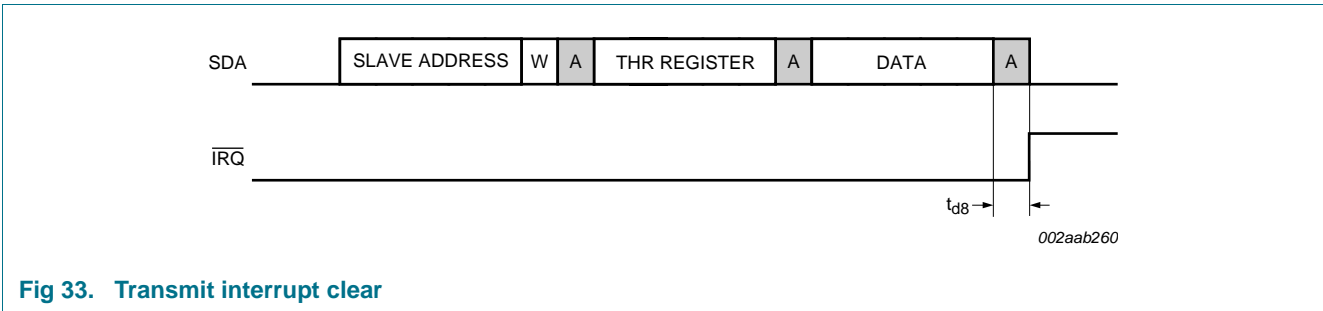 SDA SLAVE ADDRESS W A THR REGISTER A DATA A
IRQ
td8
002aab260
Fig 33. Transmit interrupt clear